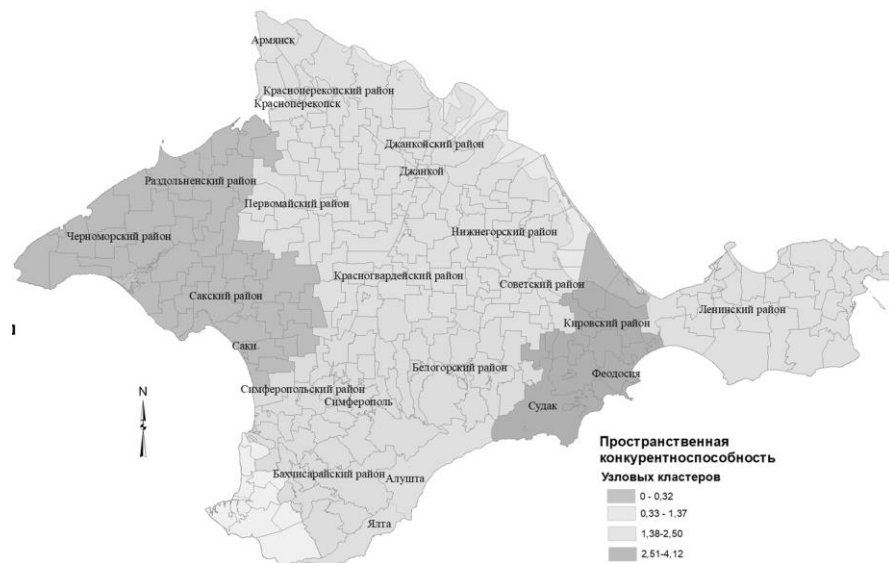 Армянск
Красноперекопский район
Красноперекопск
Джанкойский район
Джанкой
Раздольненский район
Первомайский район
Черноморский район
Нижнегорский район
Красногвардейский район
Советский район
Сакский район
Ленинский район
Кировский район
Саки
Белогорский район
Феодосия
Симферопольский район
Симферополь
Судак
N
Бахчисарайский район
Алушта
Ялта
Пространственная
конкурентноспособность
Узловых кластеров
0 - 0,32
0,33 - 1,37
1,38-2,50
2,51-4,12